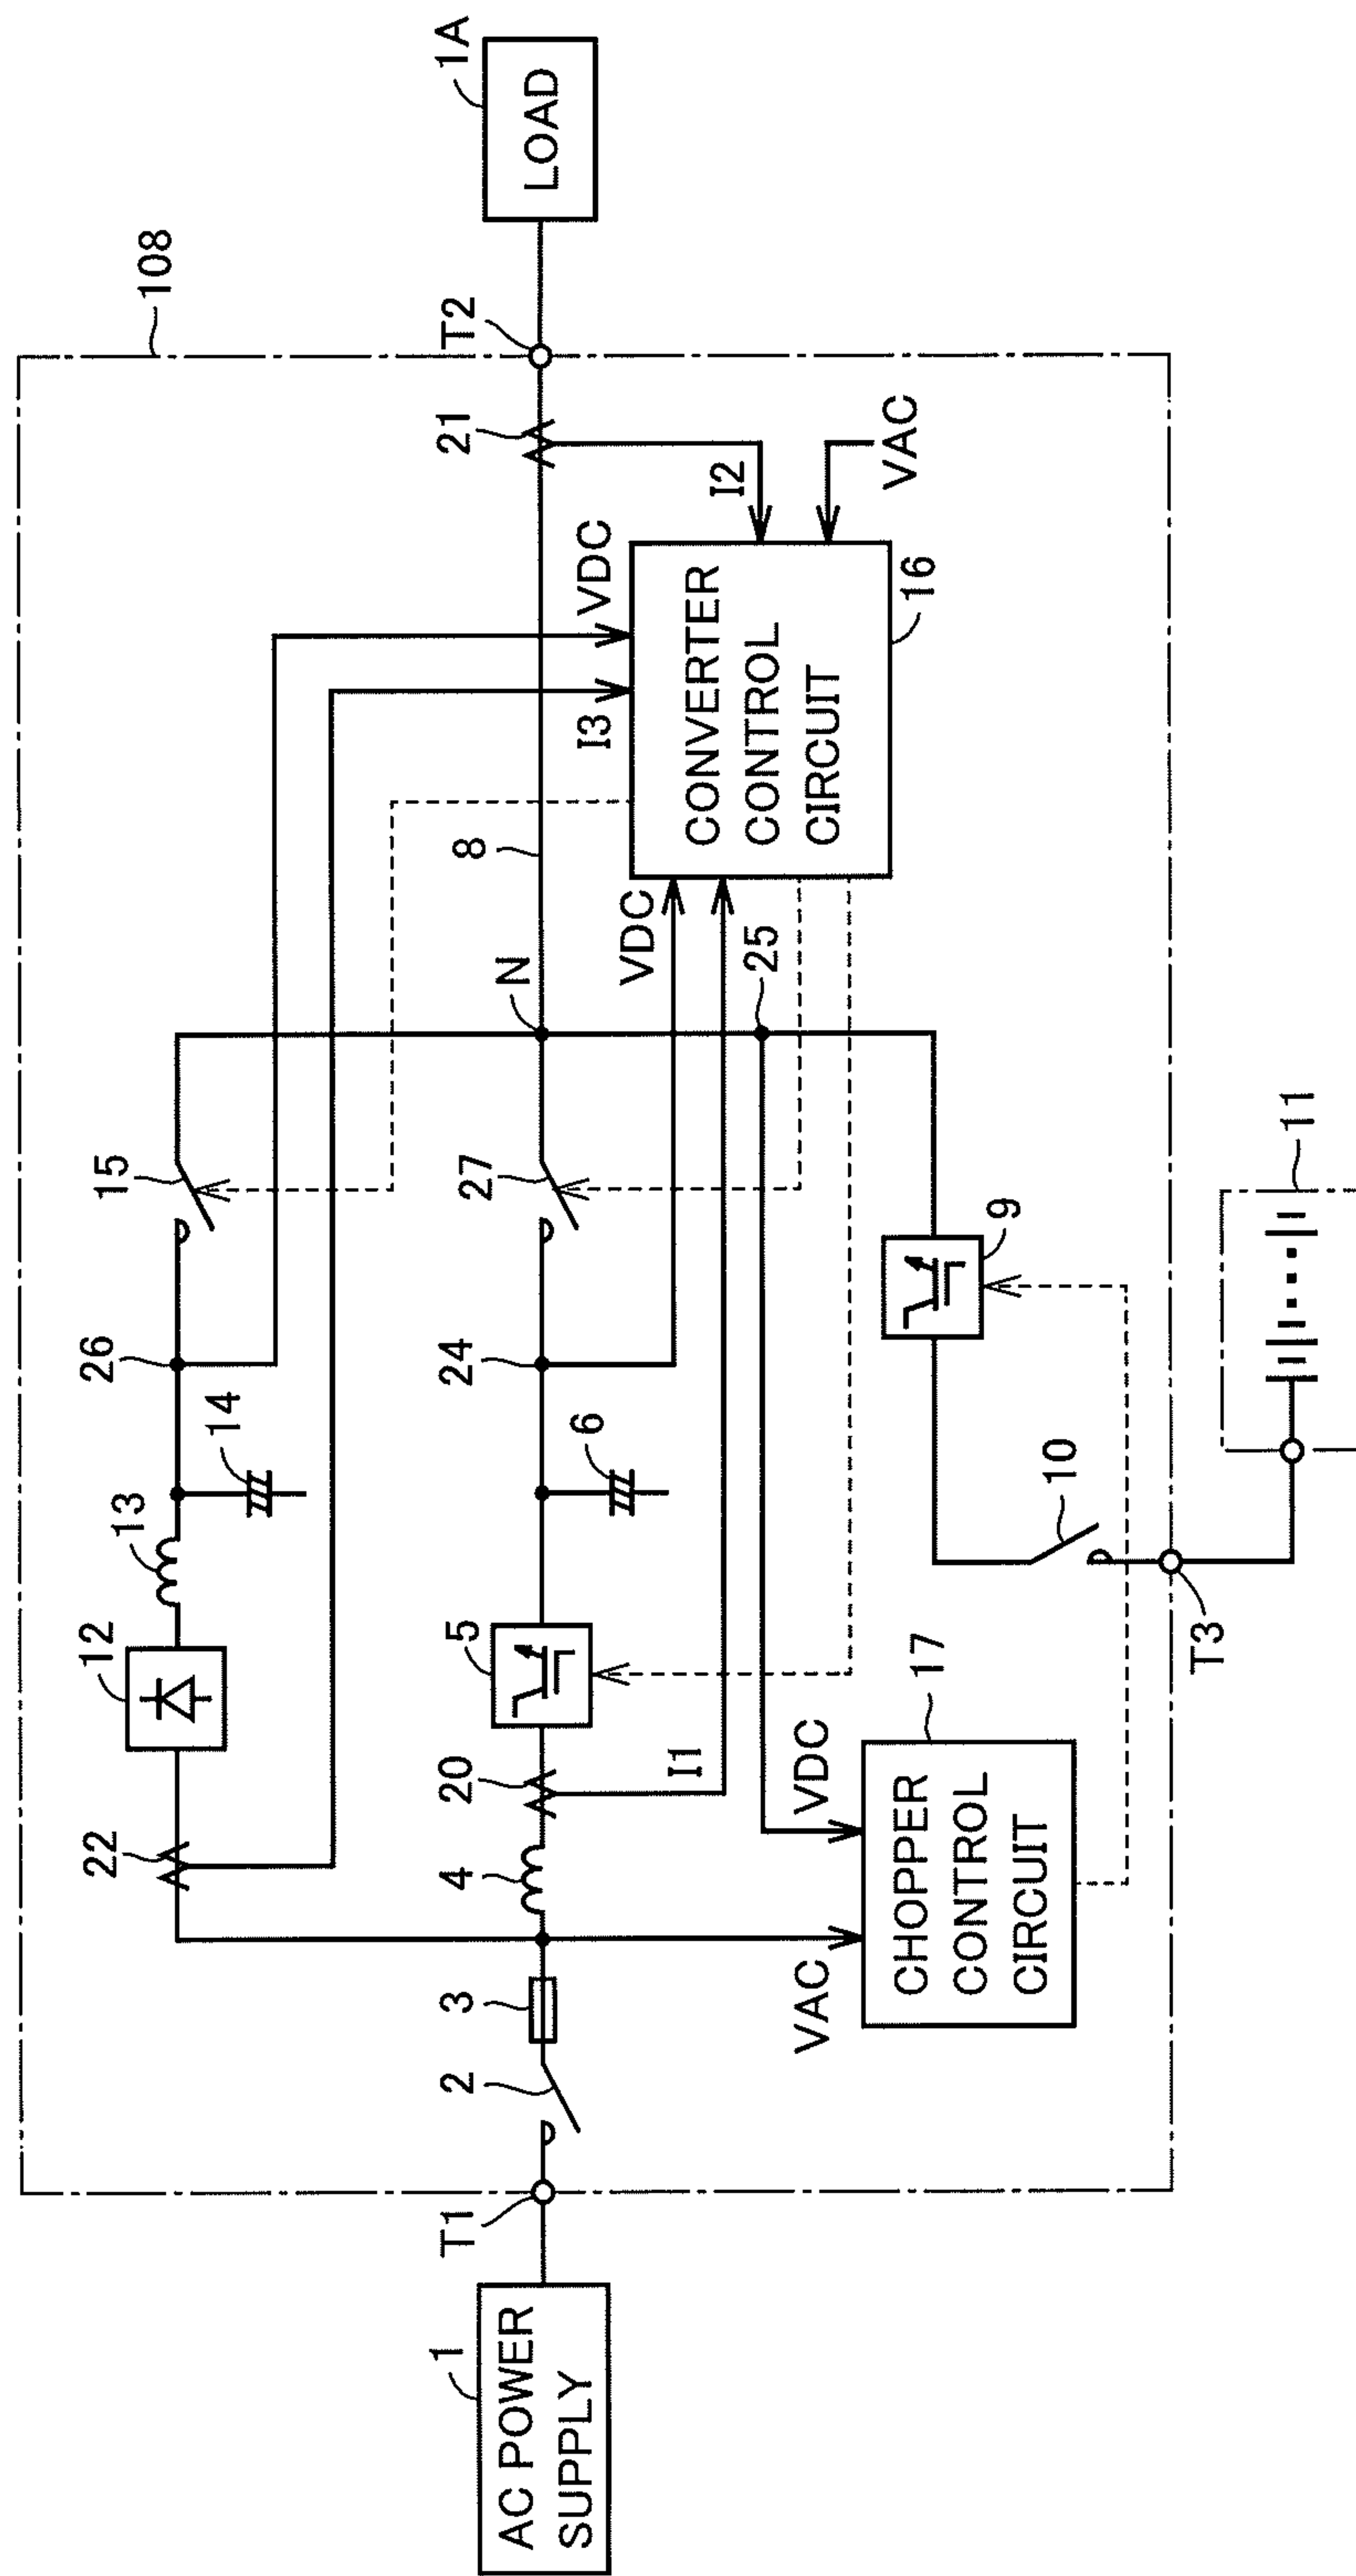 108
22
12
13
14
26
15
1
AC POWER
SUPPLY
T1
2
3
4
20
5
6
24
27
N
8
21
T2
1A
LOAD
I1
VDC
I3
VDC
I2
VAC
CONVERTER
CONTROL
CIRCUIT
16
25
VAC
VDC
CHOPPER
CONTROL
CIRCUIT
17
9
10
T3
11